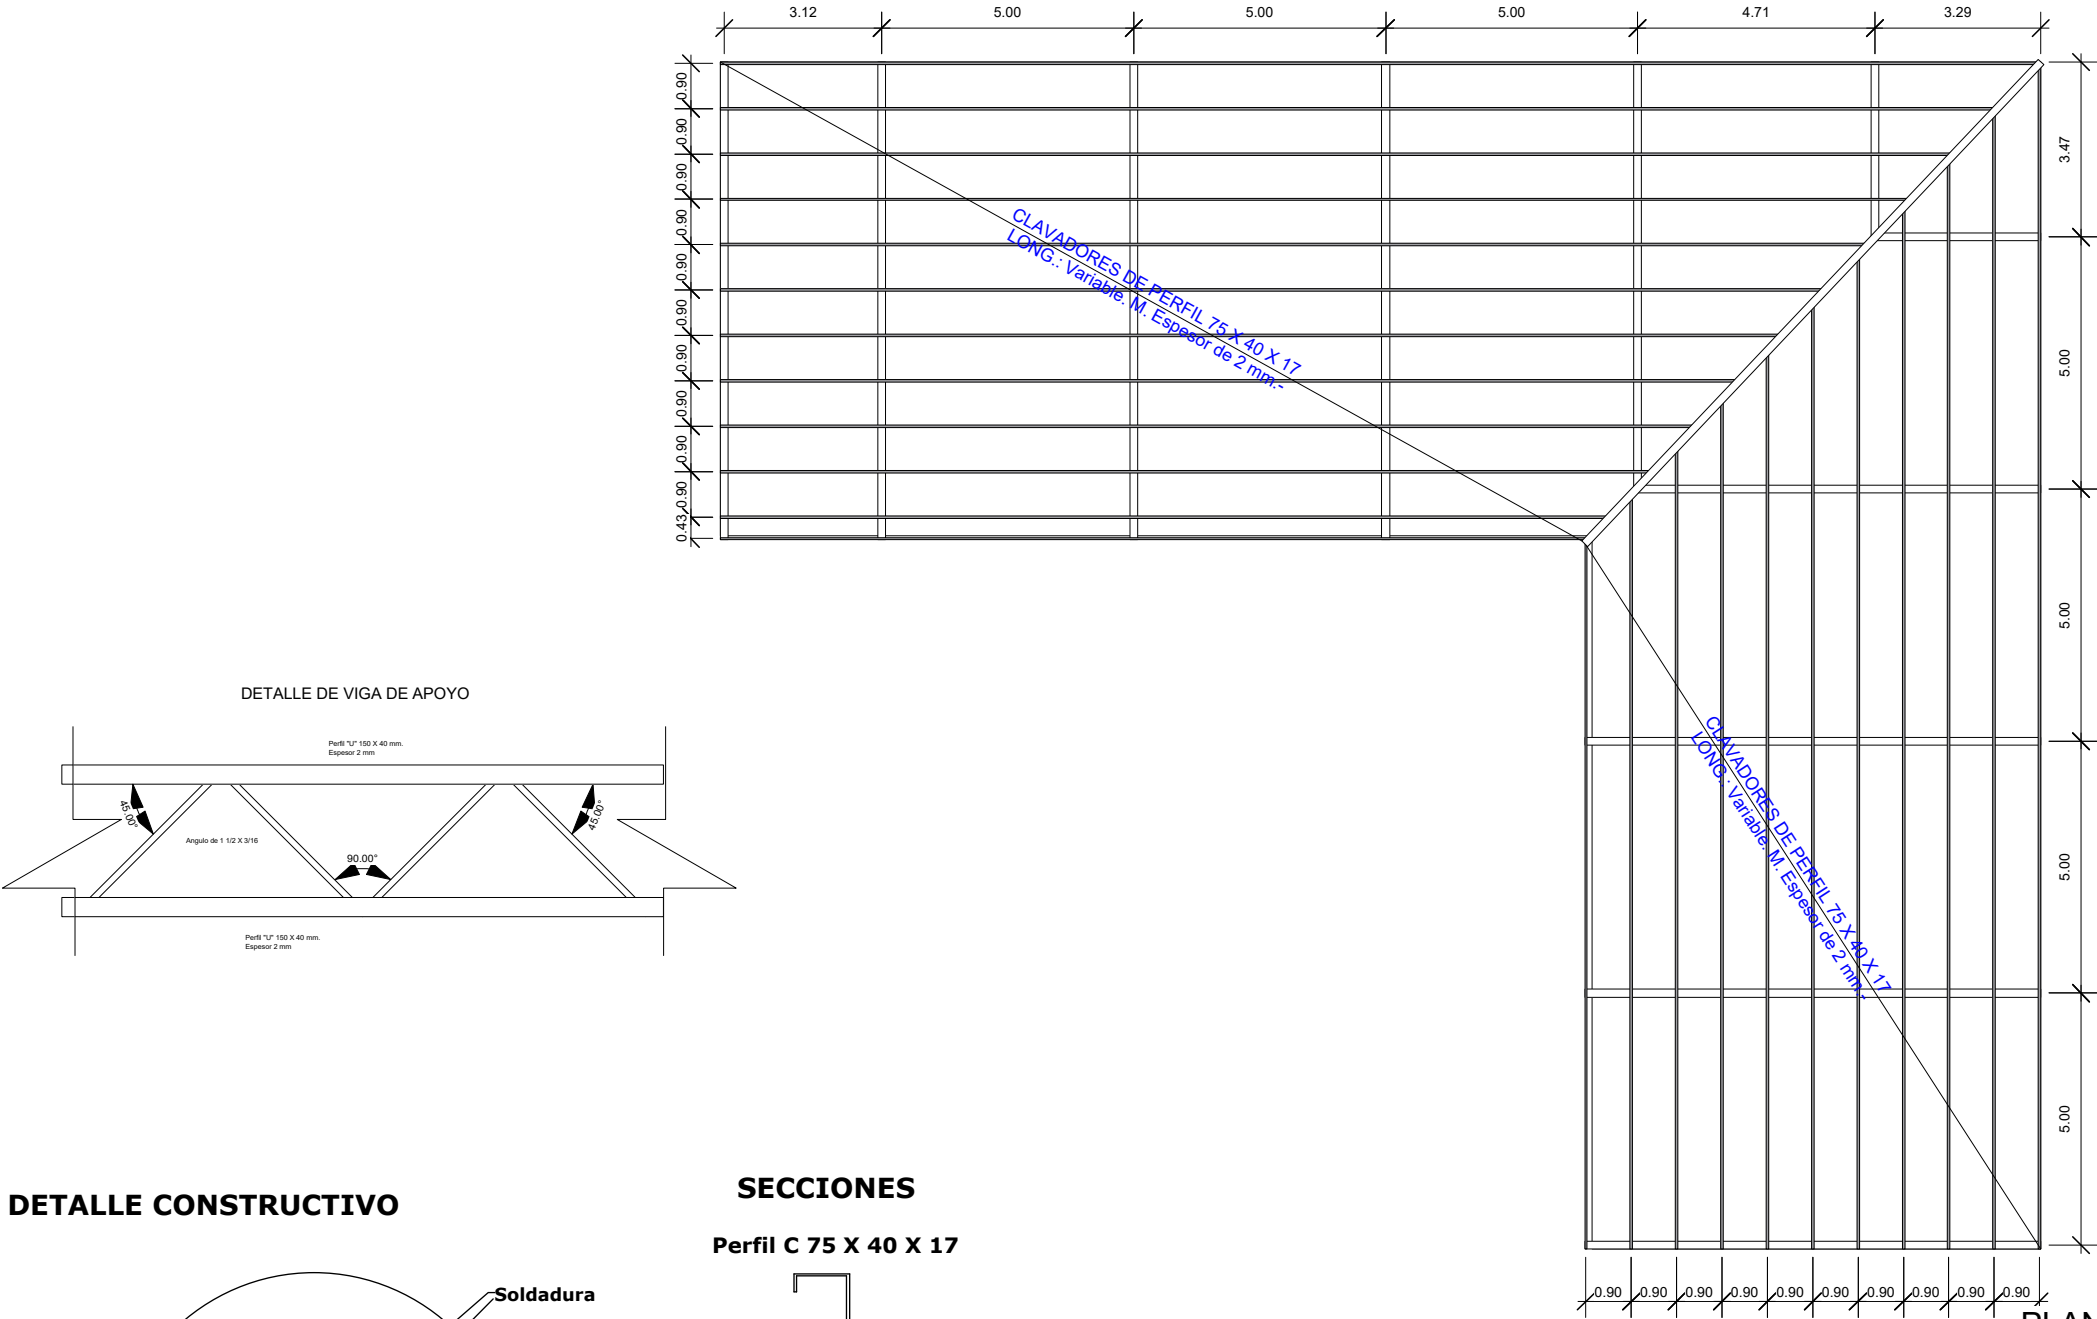 3.12
5.00
5.00
5.00
4.71
3.29
0.90
0.90
0.90
0.90
0.90
0.90
0.90
0.90
0.90
0.90
0.43
3.47
5.00
5.00
5.00
5.00
CLAVADORES DE PERFIL 75 X 40 X 17
LONG.: Variable. M. Espesor de 2 mm.-
CLAVADORES DE PERFIL 75 X 40 X 17
LONG.: Variable. M. Espesor de 2 mm.-
DETALLE DE VIGA DE APOYO
Perfil "U" 150 X 40 mm.
Espesor 2 mm
45.00°
45.00°
Angulo de 1 1/2 X 3/16
90.00°
Perfil "U" 150 X 40 mm.
Espesor 2 mm
DETALLE CONSTRUCTIVO
Soldadura
SECCIONES
Perfil C 75 X 40 X 17
0.90
0.90
0.90
0.90
0.90
0.90
0.90
0.90
0.90
0.90